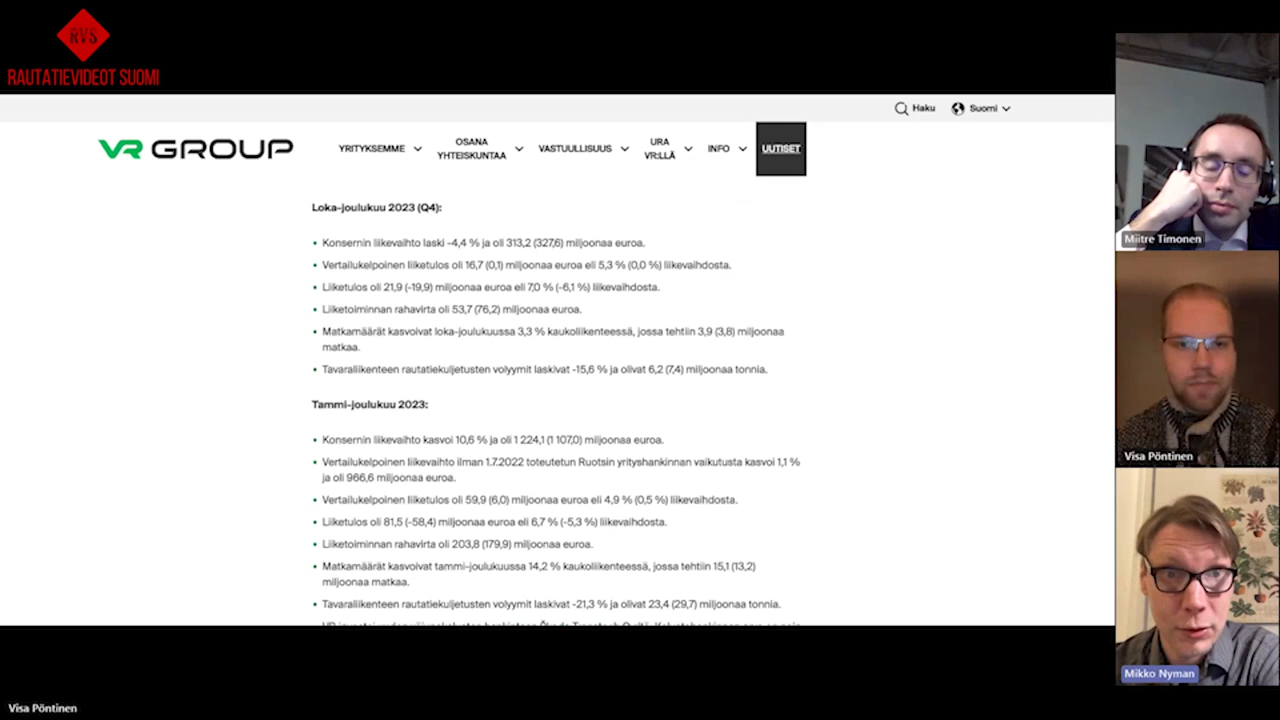 RVS
RAUTATIEVIDEOT SUOMI
Haku
Suomi
VR GROUP
YRITYKSEMME
OSANA
YHTEISKUNTAA
VASTUULLISUUS
URA
VR:LLÄ
INFO
UUTISET
Loka-joulukuu 2023 (Q4):
• Konsernin liikevaihto laski -4,4 % ja oli 313,2 (327,6) miljoonaa euroa.
• Vertailukelpoinen liiketulos oli 16,7 (0,1) miljoonaa euroa eli 5,3 % (0,0 %) liikevaihdosta.
• Liiketulos oli 21,9 (-19,9) miljoonaa euroa eli 7,0 % (-6,1 %) liikevaihdosta.
• Liiketoiminnan rahavirta oli 53,7 (76,2) miljoonaa euroa.
• Matkamäärät kasvoivat loka-joulukuussa 3,3 % kaukoliikenteessä, jossa tehtiin 3,9 (3,8) miljoonaa
matkaa.
• Tavaraliikenteen rautatiekuljetusten volyymit laskivat -15,6 % ja olivat 6,2 (7,4) miljoonaa tonnia.
Tammi-joulukuu 2023:
• Konsernin liikevaihto kasvoi 10,6 % ja oli 1 224,1 (1 107,0) miljoonaa euroa.
• Vertailukelpoinen liikevaihto ilman 1.7.2022 toteutetun Ruotsin yrityshankinnan vaikutusta kasvoi 1,1 %
ja oli 966,6 miljoonaa euroa.
• Vertailukelpoinen liiketulos oli 59,9 (6,0) miljoonaa euroa eli 4,9 % (0,5 %) liikevaihdosta.
• Liiketulos oli 81,5 (-58,4) miljoonaa euroa eli 6,7 % (-5,3 %) liikevaihdosta.
• Liiketoiminnan rahavirta oli 203,8 (179,9) miljoonaa euroa.
• Matkamäärät kasvoivat tammi-joulukuussa 14,2 % kaukoliikenteessä, jossa tehtiin 15,1 (13,2)
miljoonaa matkaa.
• Tavaraliikenteen rautatiekuljetusten volyymit laskivat -21,3 % ja olivat 23,4 (29,7) miljoonaa tonnia.
Miitre Timonen
Visa Pöntinen
Mikko Nyman
Visa Pöntinen